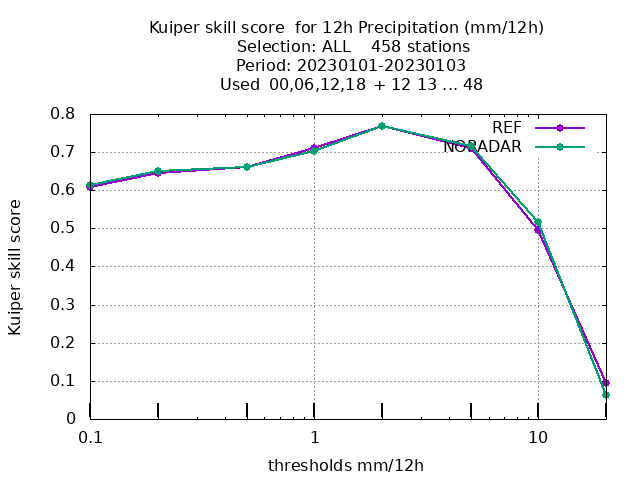 Kuiper skill score for 12h Precipitation (mm/12h)
Selection: ALL 458 stations
Period: 20230101-20230103
Used 00,06,12,18 + 12 13 ... 48
REF
NORADAR
Kuiper skill score
0.8
0.7
0.6
0.5
0.4
0.3
0.2
0.1
0
0.1 1 10
thresholds mm/12h